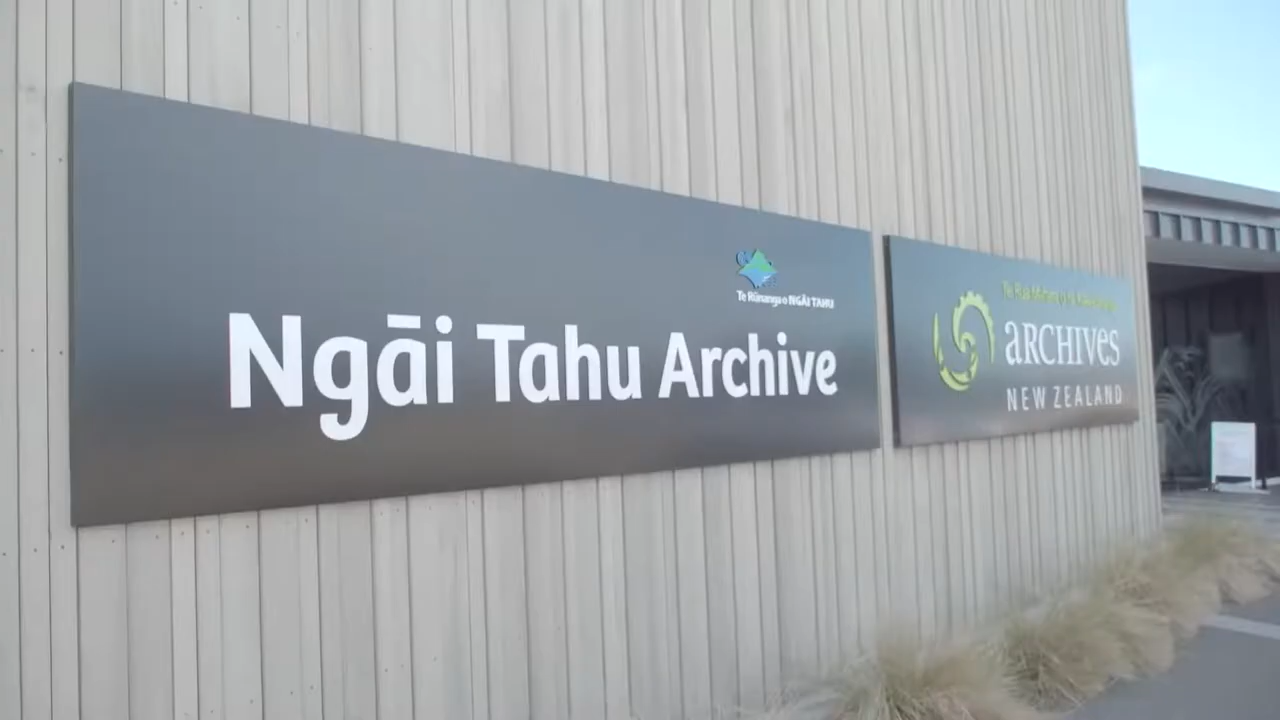 Te Rūnanga o NGĀI TAHU
Ngāi Tahu Archive
ARCHIVES
NEW ZEALAND